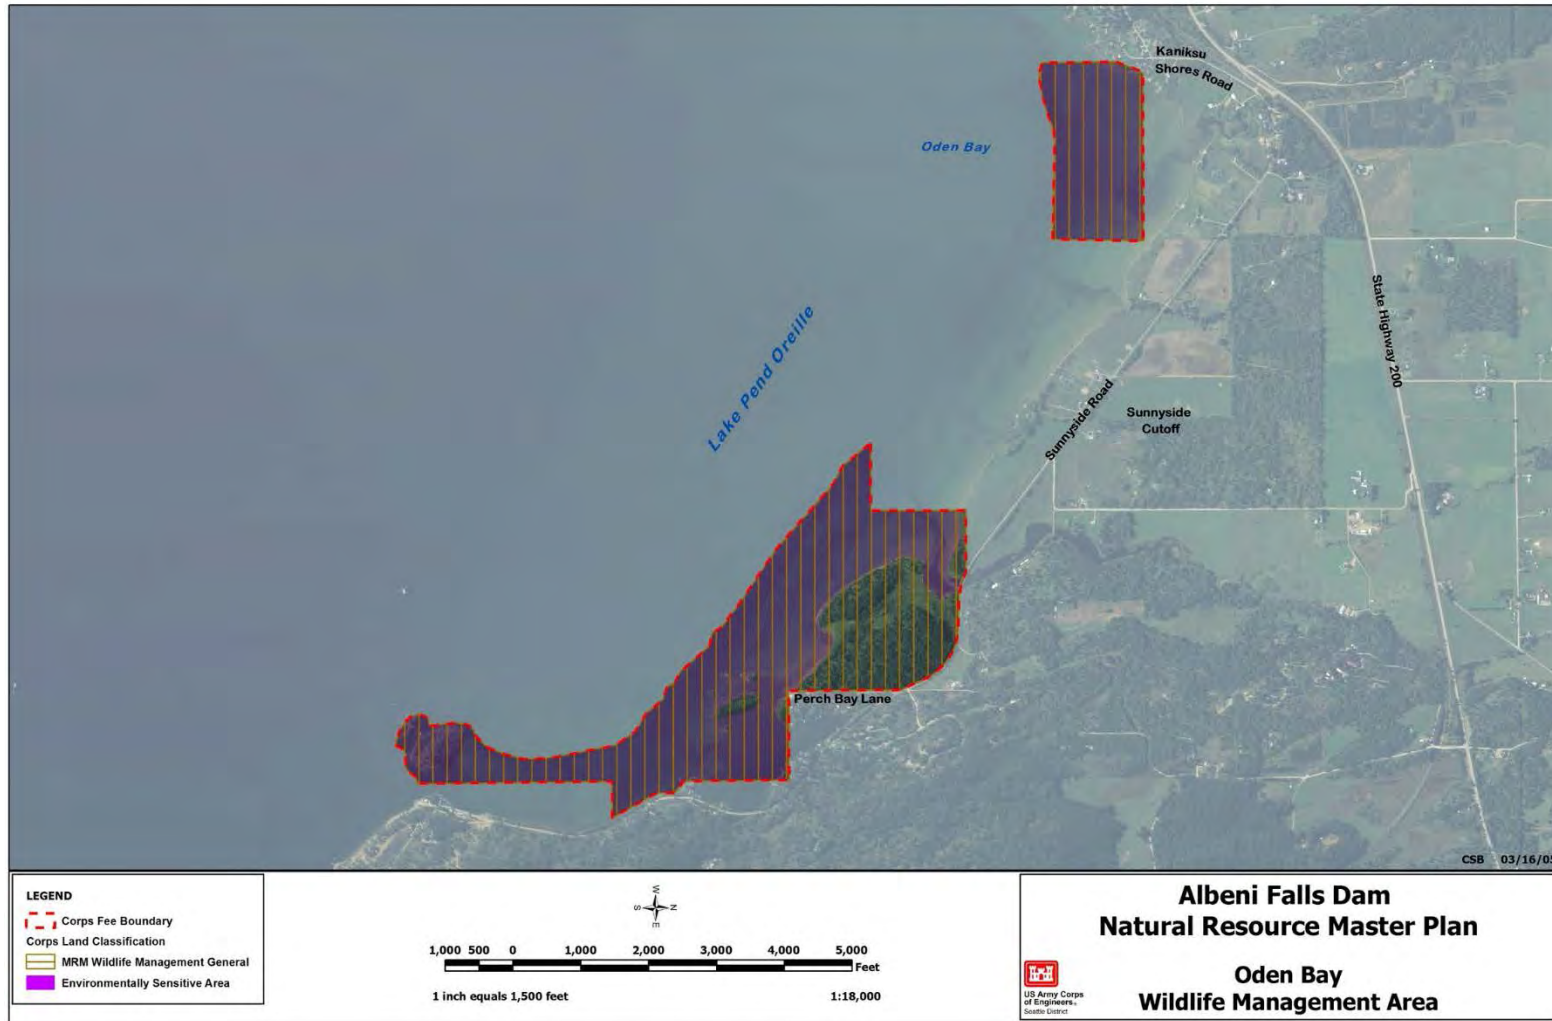 Kaniksu
Shores Road
Oden Bay
State Highway 200
Lake Pend Oreille
Sunnyside Road
Sunnyside
Cutoff
Perch Bay Lane
CSB 03/16/05
LEGEND
Corps Fee Boundary
Corps Land Classification
MRM Wildlife Management General
Environmentally Sensitive Area
W
S N
E
1,000 500 0 1,000 2,000 3,000 4,000 5,000
Feet
1 inch equals 1,500 feet 1:18,000
Albeni Falls Dam
Natural Resource Master Plan
Oden Bay
Wildlife Management Area
US Army Corps
of Engineers®
Seattle District